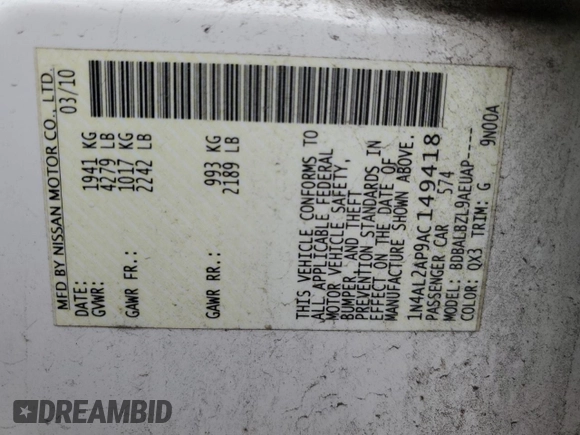 MFD BY NISSAN MOTOR CO., LTD
DATE: 03/10
GVWR: 1941 KG
4279 LB
GAWR FR.: 1017 KG
2242 LB
GAWR RR.: 993 KG
2189 LB
THIS VEHICLE CONFORMS TO
ALL APPLICABLE FEDERAL
MOTOR VEHICLE SAFETY,
BUMPER, AND THEFT
PREVENTION STANDARDS IN
EFFECT ON THE DATE OF
MANUFACTURE SHOWN ABOVE.
1N4AL2AP9AC149418
PASSENGER CAR 574
MODEL: BDBALBZL9AEUAP----
COLOR: QX3 TRIM: G 9N00A
DREAMBID